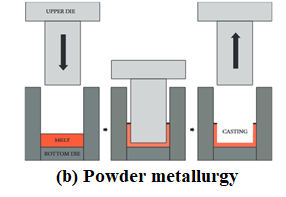 UPPER DIE
MELT
BOTTOM DIE
CASTING
(b) Powder metallurgy